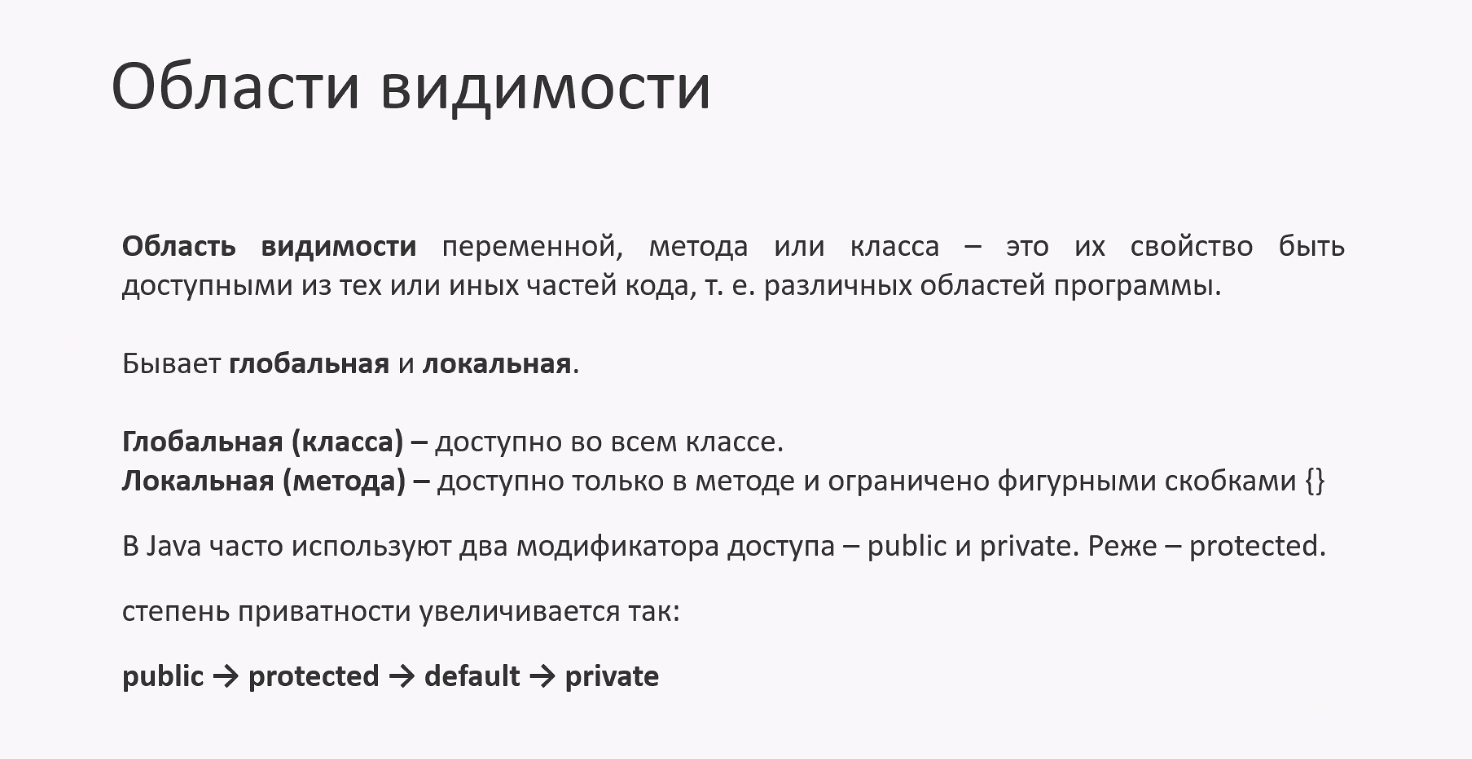 Области видимости
Область видимости переменной, метода или класса – это их свойство быть
доступными из тех или иных частей кода, т. е. различных областей программы.
Бывает глобальная и локальная.
Глобальная (класса) – доступно во всем классе.
Локальная (метода) – доступно только в методе и ограничено фигурными скобками {}
В Java часто используют два модификатора доступа – public и private. Реже – protected.
степень приватности увеличивается так:
public → protected → default → private